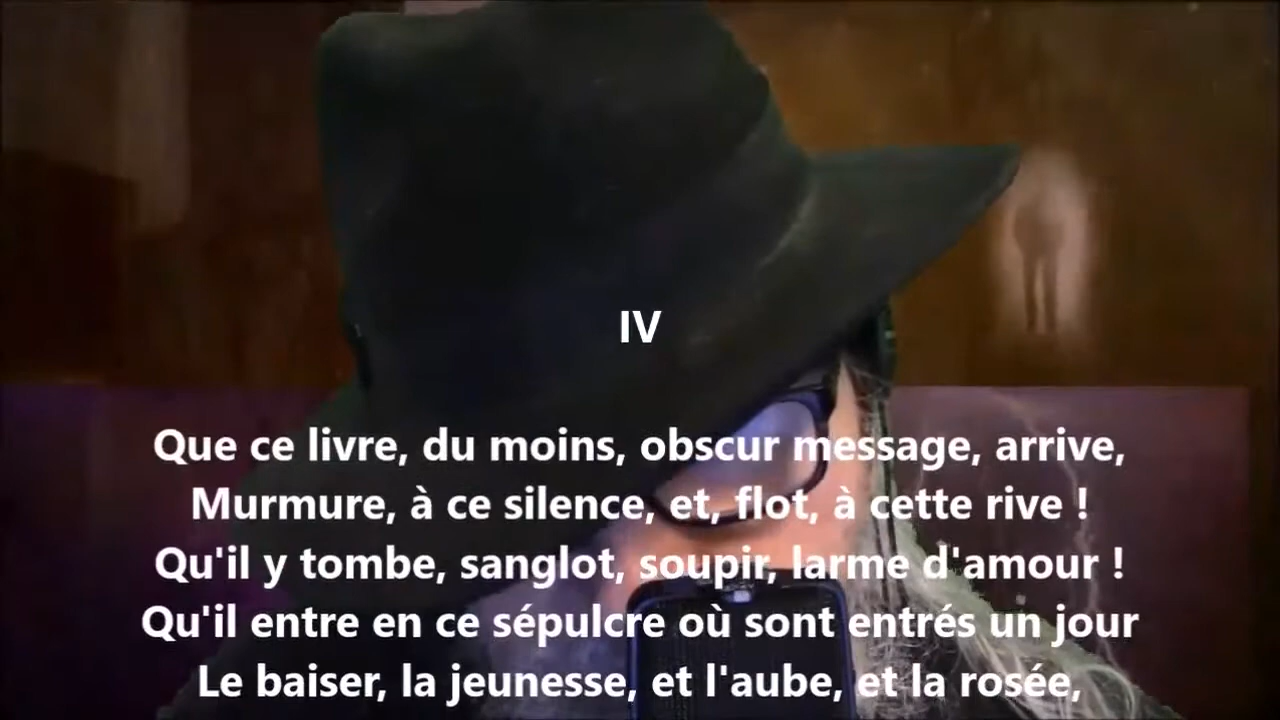 IV
Que ce livre, du moins, obscur message, arrive,
Murmure, à ce silence, et, flot, à cette rive !
Qu'il y tombe, sanglot, soupir, larme d'amour !
Qu'il entre en ce sépulcre où sont entrés un jour
Le baiser, la jeunesse, et l'aube, et la rosée,